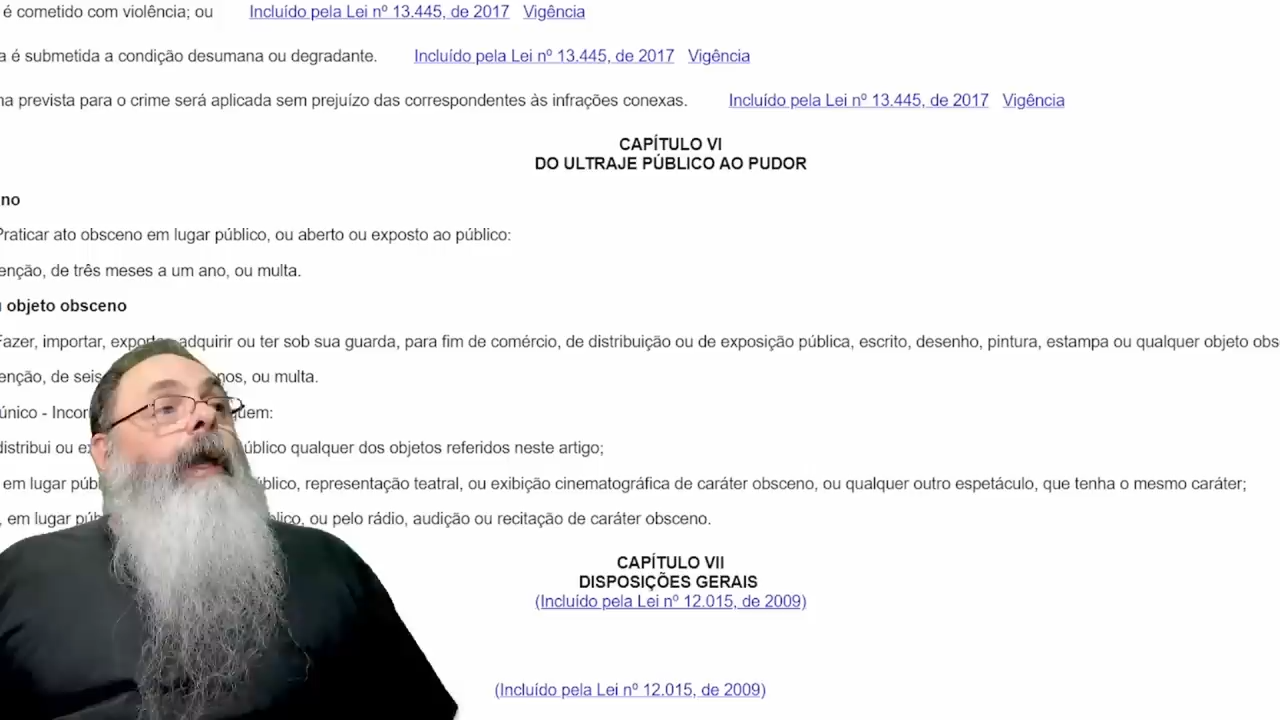 é cometido com violência; ou Incluído pela Lei nº 13.445, de 2017 Vigência
a é submetida a condição desumana ou degradante. Incluído pela Lei nº 13.445, de 2017 Vigência
na prevista para o crime será aplicada sem prejuízo das correspondentes às infrações conexas. Incluído pela Lei nº 13.445, de 2017 Vigência
CAPÍTULO VI
DO ULTRAJE PÚBLICO AO PUDOR
no
Praticar ato obsceno em lugar público, ou aberto ou exposto ao público:
enção, de três meses a um ano, ou multa.
objeto obsceno
Fazer, importar, exporta adquirir ou ter sob sua guarda, para fim de comércio, de distribuição ou de exposição pública, escrito, desenho, pintura, estampa ou qualquer objeto obs
enção, de seis nos, ou multa.
único - Incor quem:
distribui ou ex úblico qualquer dos objetos referidos neste artigo;
em lugar públ blico, representação teatral, ou exibição cinematográfica de caráter obsceno, ou qualquer outro espetáculo, que tenha o mesmo caráter;
, em lugar púb lico, ou pelo rádio, audição ou recitação de caráter obsceno.
CAPÍTULO VII
DISPOSIÇÕES GERAIS
(Incluído pela Lei nº 12.015, de 2009)
(Incluído pela Lei nº 12.015, de 2009)